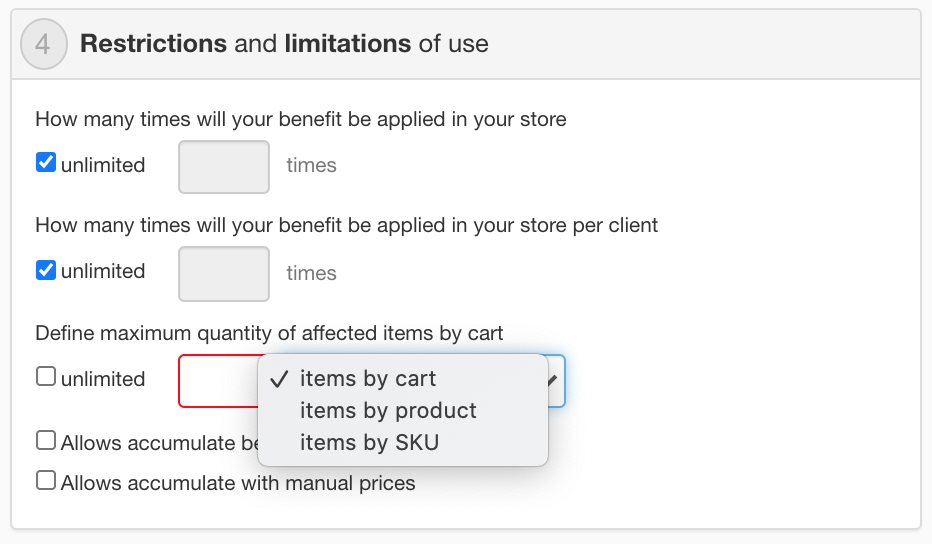 4 Restrictions and limitations of use
How many times will your benefit be applied in your store
unlimited times
How many times will your benefit be applied in your store per client
unlimited times
Define maximum quantity of affected items by cart
unlimited
items by cart
items by product
items by SKU
Allows accumulate
Allows accumulate with manual prices